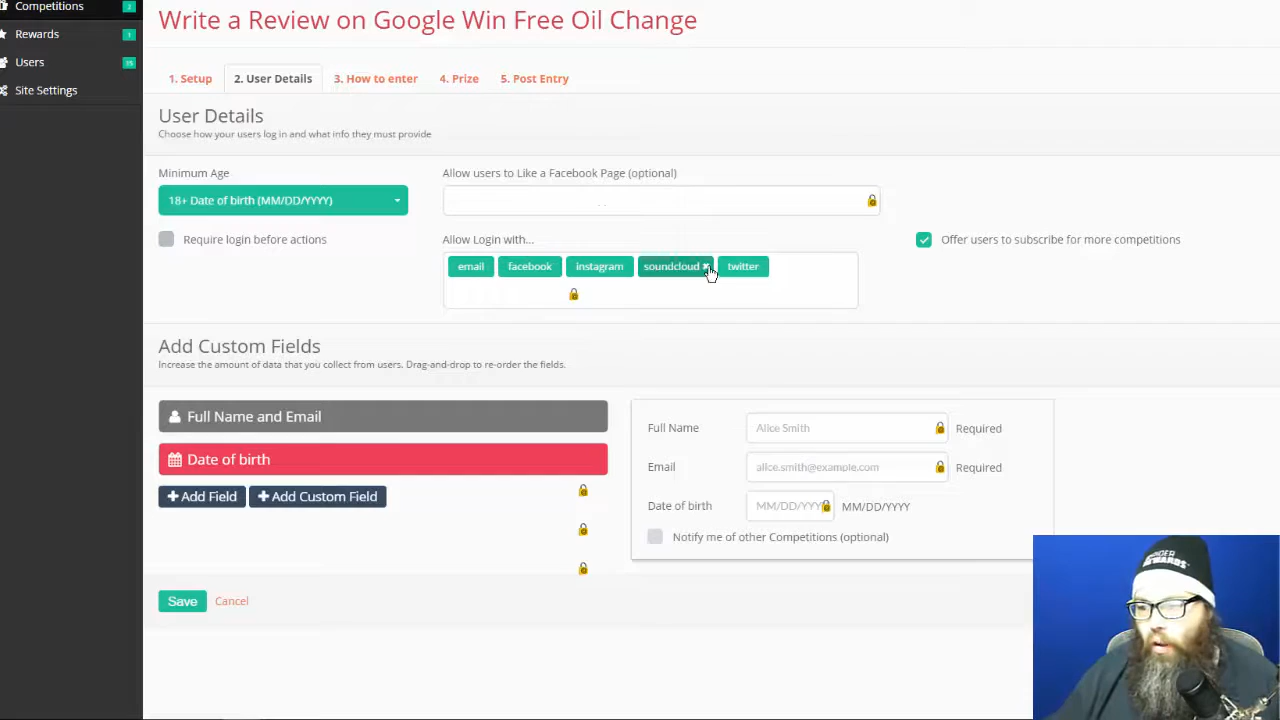 Competitions 2
Rewards 1
Users 15
Site Settings
Write a Review on Google Win Free Oil Change
1. Setup 2. User Details 3. How to enter 4. Prize 5. Post Entry
User Details
Choose how your users log in and what info they must provide
Minimum Age
18+ Date of birth (MM/DD/YYYY)
Require login before actions
Allow users to Like a Facebook Page (optional)
Allow Login with...
email facebook instagram soundcloud twitter
Offer users to subscribe for more competitions
Add Custom Fields
Increase the amount of data that you collect from users. Drag-and-drop to re-order the fields.
Full Name and Email
Date of birth
Add Field Add Custom Field
Full Name Alice Smith Required
Email alice.smith@example.com Required
Date of birth MM/DD/YYYY MM/DD/YYYY
Notify me of other Competitions (optional)
Save Cancel